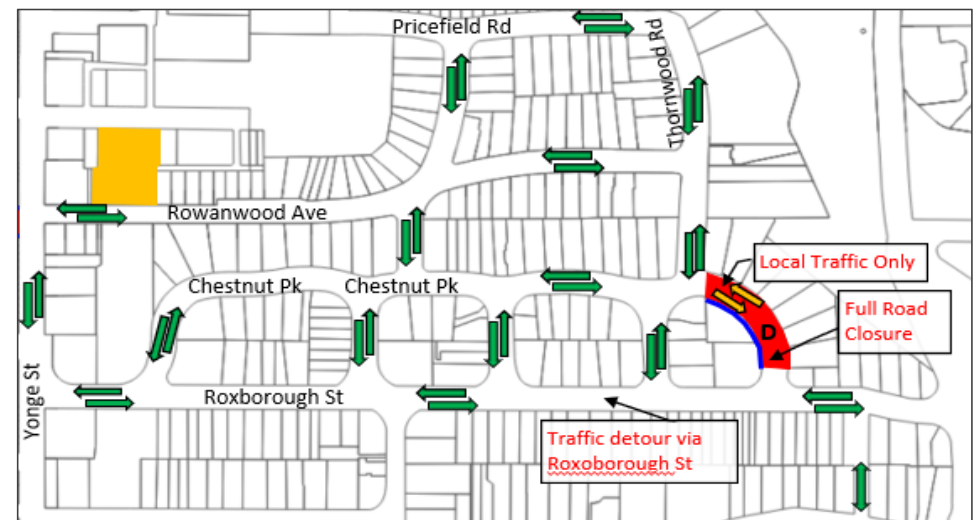 Pricefield Rd
Thornwood Rd
Rowanwood Ave
Local Traffic Only
Chestnut Pk
Chestnut Pk
Full Road
Closure
D
Yonge St
Roxborough St
Traffic detour via
Roxoborough St